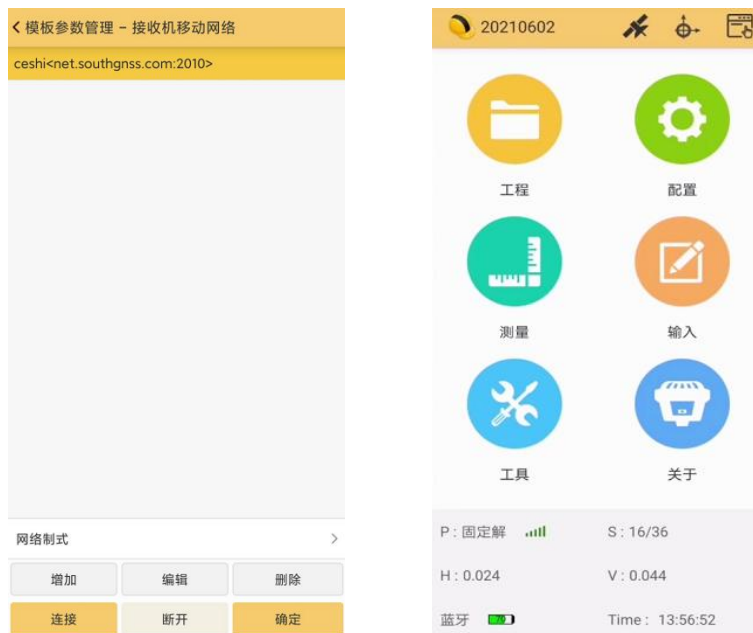 模板参数管理 – 接收机移动网络
ceshi<net.southgnss.com:2010>
网络制式
增加 编辑 删除
连接 断开 确定
20210602
工程 配置
测量 输入
工具 关于
P : 固定解 S : 16/36
H : 0.024 V : 0.044
蓝牙 70 Time : 13:56:52